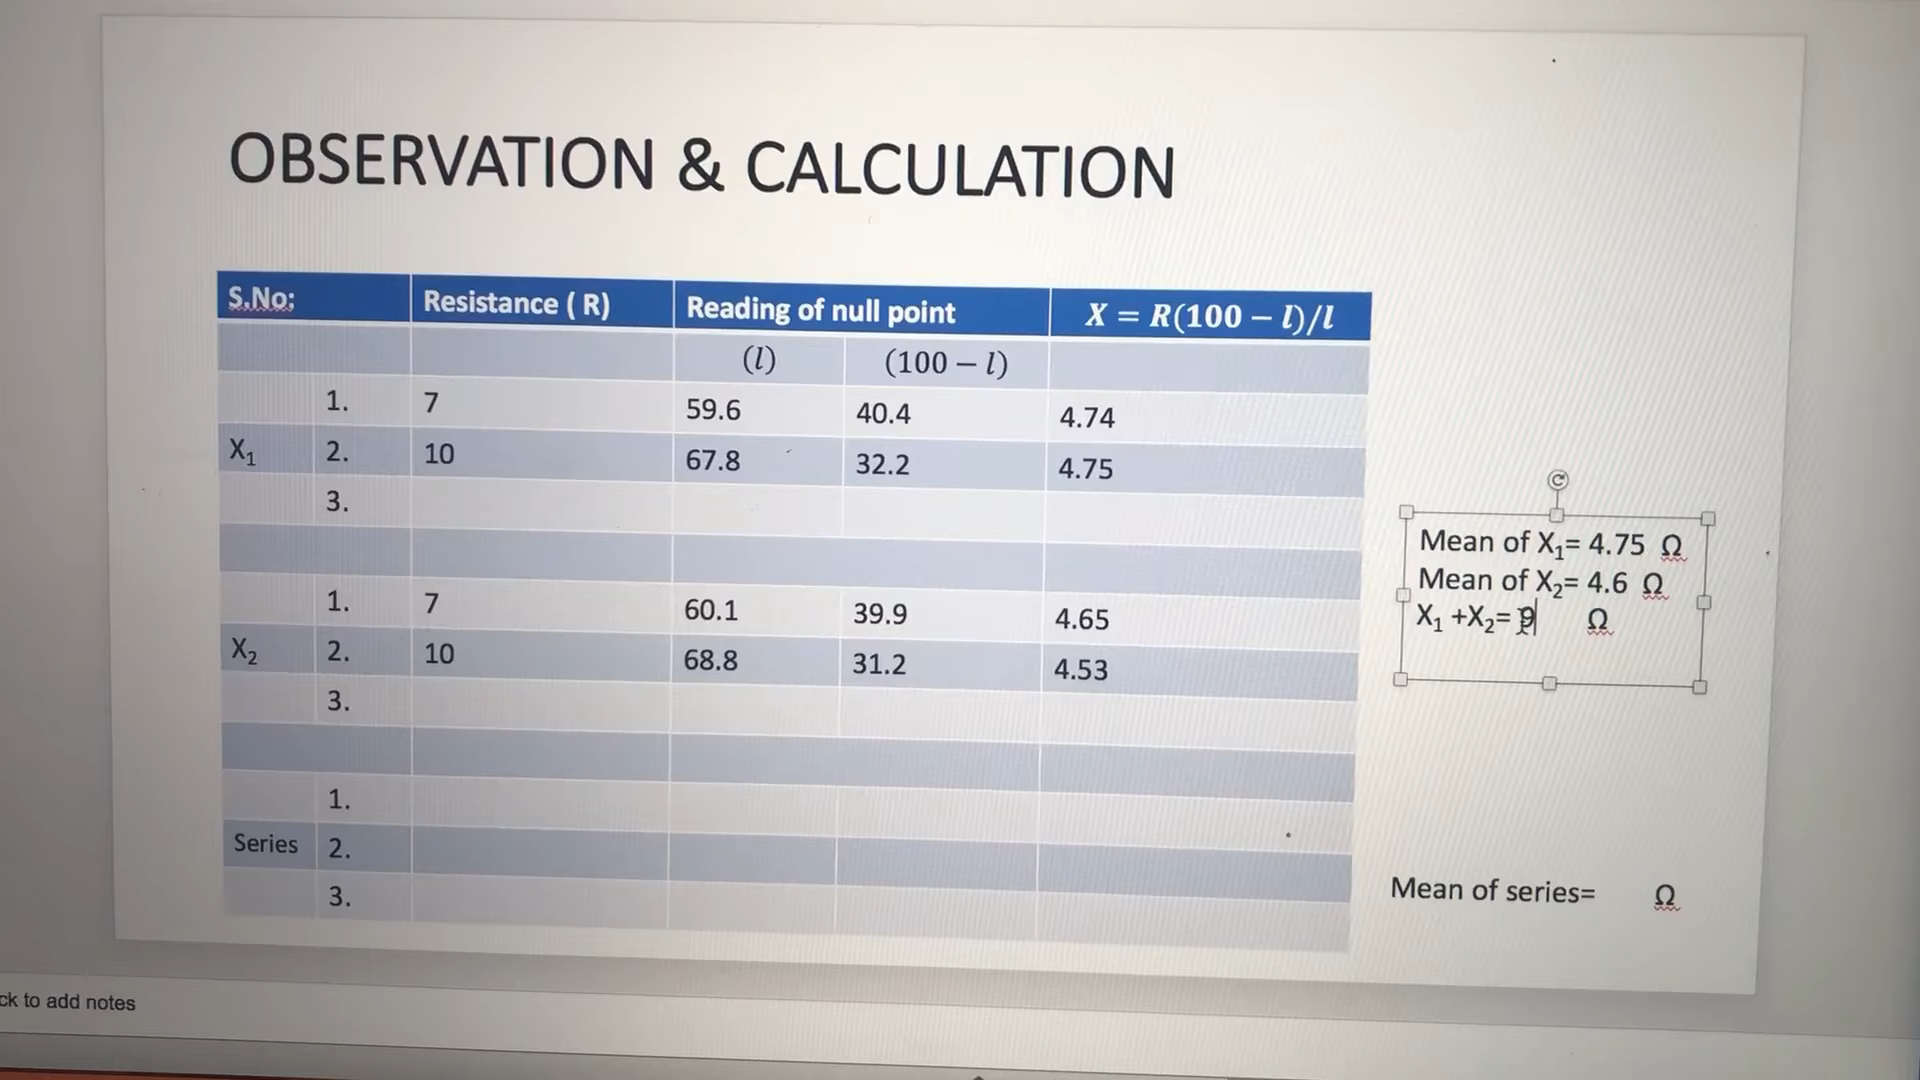 OBSERVATION & CALCULATION
S.No: Resistance ( R) Reading of null point X = R(100 − l)/l
(l) (100 − l)
1. 7 59.6 40.4 4.74
X₁ 2. 10 67.8 32.2 4.75
3.
1. 7 60.1 39.9 4.65
X₂ 2. 10 68.8 31.2 4.53
3.
1.
Series 2.
3.
Mean of X₁= 4.75 Ω
Mean of X₂= 4.6 Ω
X₁ +X₂= 9 Ω
Mean of series= Ω
ck to add notes